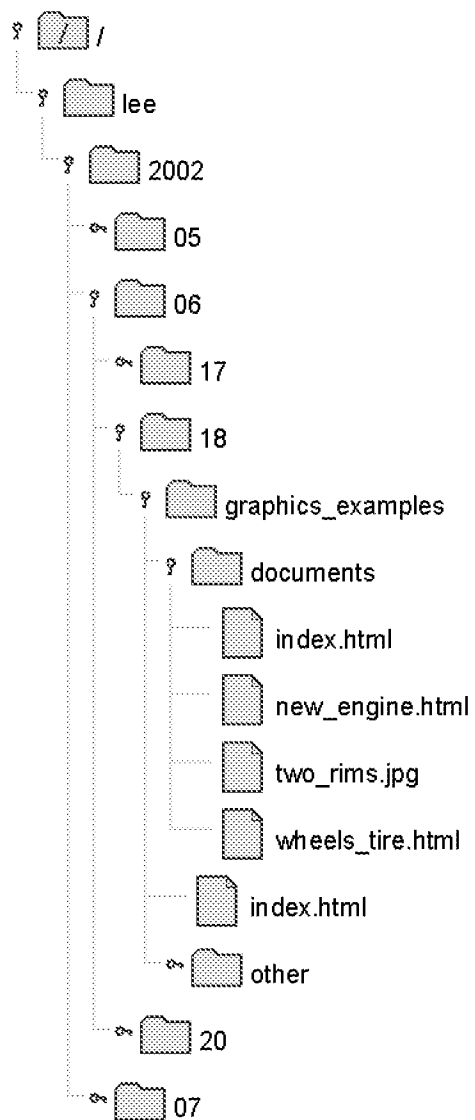 / /
lee
2002
05
06
17
18
graphics_examples
documents
index.html
new_engine.html
two_rims.jpg
wheels_tire.html
index.html
other
20
07